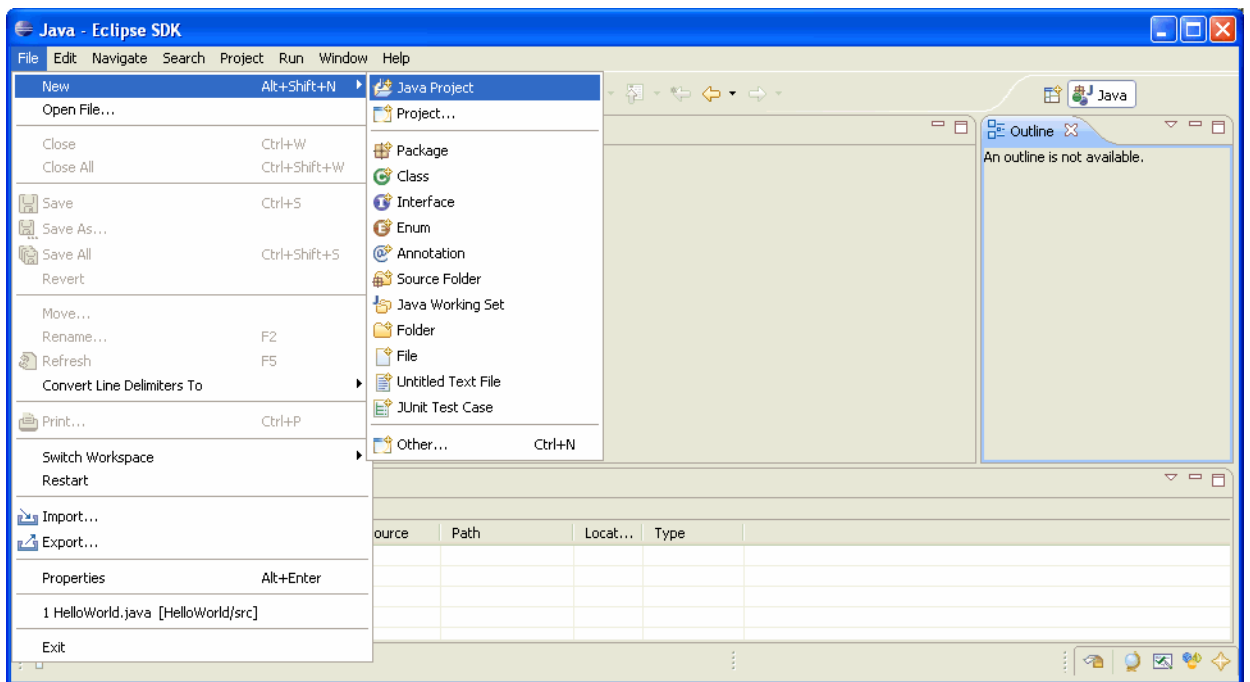 Java - Eclipse SDK
File Edit Navigate Search Project Run Window Help
New Alt+Shift+N
Open File...
Close Ctrl+W
Close All Ctrl+Shift+W
Save Ctrl+S
Save As...
Save All Ctrl+Shift+S
Revert
Move...
Rename... F2
Refresh F5
Convert Line Delimiters To
Print... Ctrl+P
Switch Workspace
Restart
Import...
Export...
Properties Alt+Enter
1 HelloWorld.java [HelloWorld/src]
Exit
Java Project
Project...
Package
Class
Interface
Enum
Annotation
Source Folder
Java Working Set
Folder
File
Untitled Text File
JUnit Test Case
Other... Ctrl+N
Java
Outline
An outline is not available.
ource Path Locat... Type